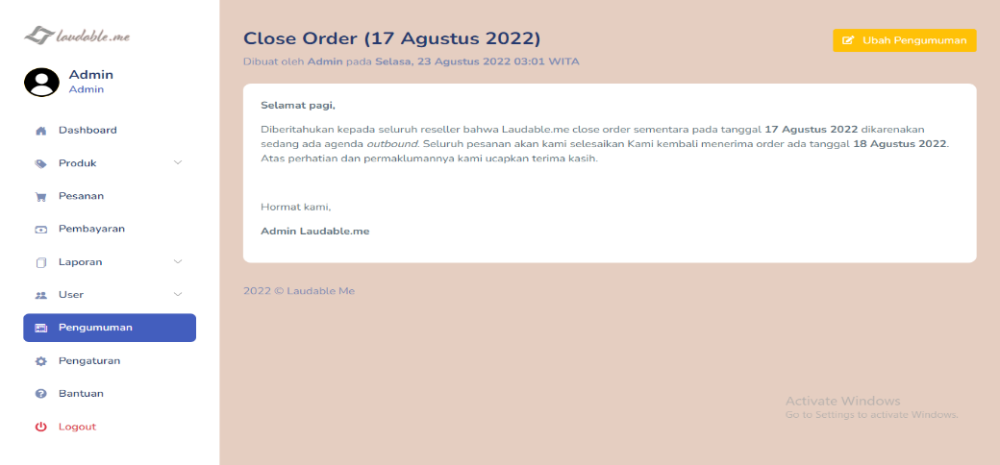 laudable.me
Admin
Admin
Dashboard
Produk
Pesanan
Pembayaran
Laporan
User
Pengumuman
Pengaturan
Bantuan
Logout
Close Order (17 Agustus 2022)
Ubah Pengumuman
Dibuat oleh Admin pada Selasa, 23 Agustus 2022 03:01 WITA
Selamat pagi,
Diberitahukan kepada seluruh reseller bahwa Laudable.me close order sementara pada tanggal 17 Agustus 2022 dikarenakan
sedang ada agenda outbound. Seluruh pesanan akan kami selesaikan Kami kembali menerima order ada tanggal 18 Agustus 2022.
Atas perhatian dan permaklumannya kami ucapkan terima kasih.
Hormat kami,
Admin Laudable.me
2022 © Laudable Me
Activate Windows
Go to Settings to activate Windows.